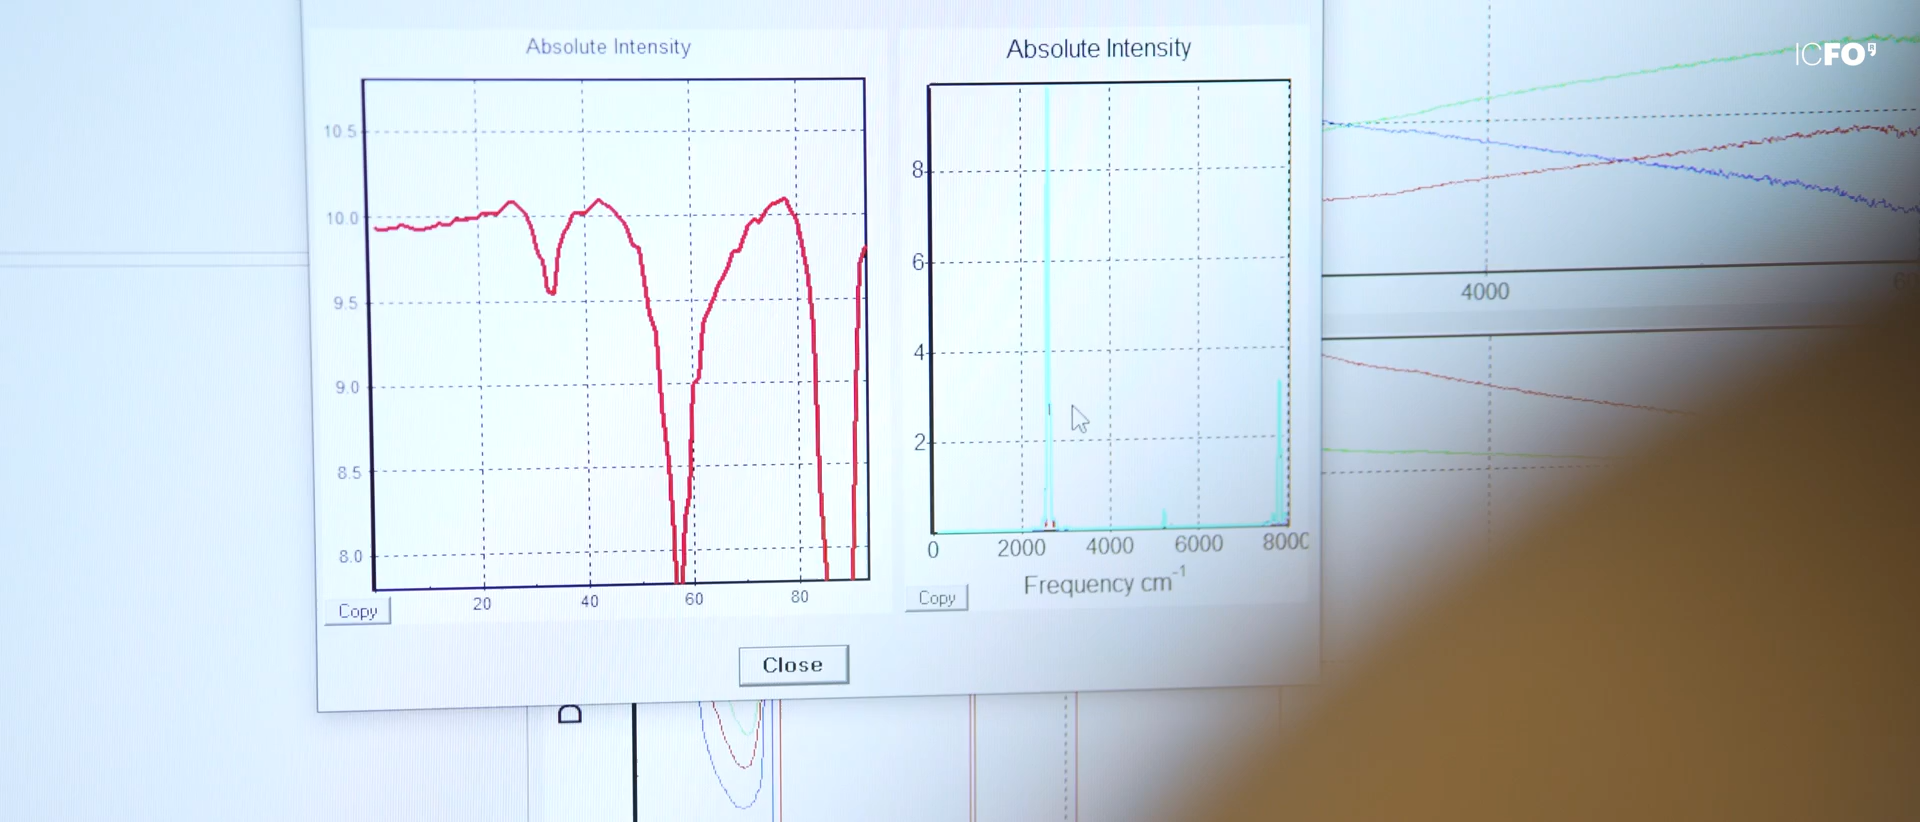 Absolute Intensity
10.5
10.0
9.5
9.0
8.5
8.0
20 40 60 80
Copy
Absolute Intensity
8
6
4
2
0 2000 4000 6000 8000
Frequency cm⁻¹
Copy
Close
ICFO
4000
60
D